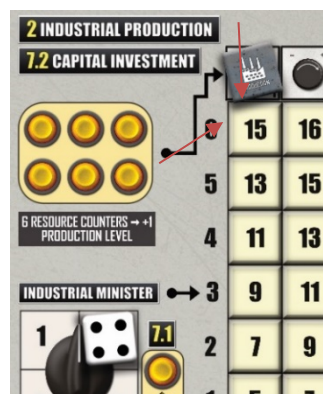 2 INDUSTRIAL PRODUCTION
7.2 CAPITAL INVESTMENT
15 16
5 13 15
6 RESOURCE COUNTERS → +1
PRODUCTION LEVEL
4 11 13
INDUSTRIAL MINISTER 3 9 11
1 7.1 2 7 9